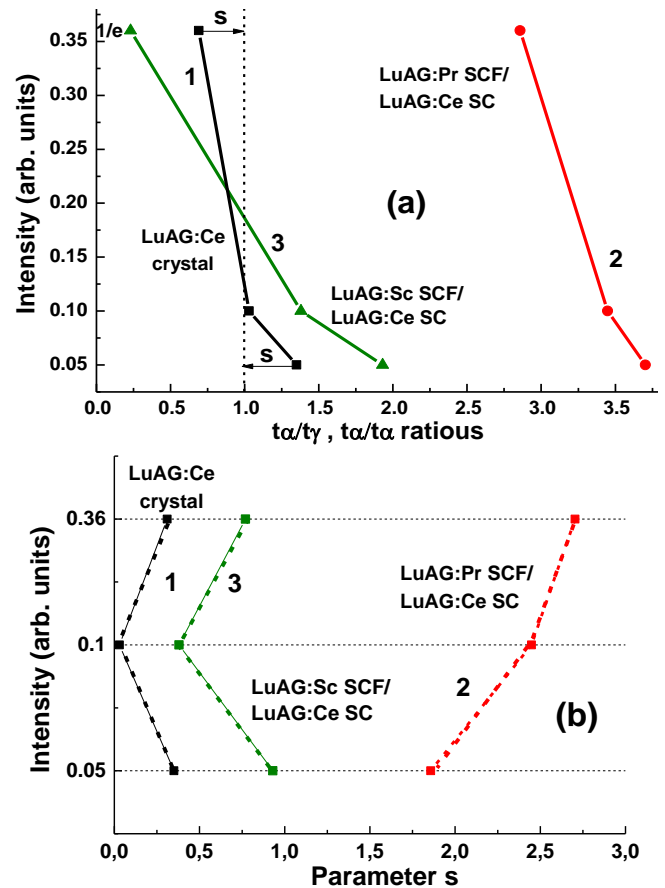 0.35
0.30
0.25
0.20
0.15
0.10
0.05
Intensity (arb. units)
1/e
s
1
LuAG:Pr SCF/
LuAG:Ce SC
(a)
LuAG:Ce
crystal
3
2
LuAG:Sc SCF/
LuAG:Ce SC
s
0.0 0.5 1.0 1.5 2.0 2.5 3.0 3.5
tα/tγ , tα/tα ratious
LuAG:Ce
crystal
0.36
0.1
0.05
Intensity (arb. units)
1
3
LuAG:Pr SCF/
LuAG:Ce SC
LuAG:Sc SCF/
LuAG:Ce SC
2
(b)
0,0 0,5 1,0 1,5 2,0 2,5 3,0
Parameter s